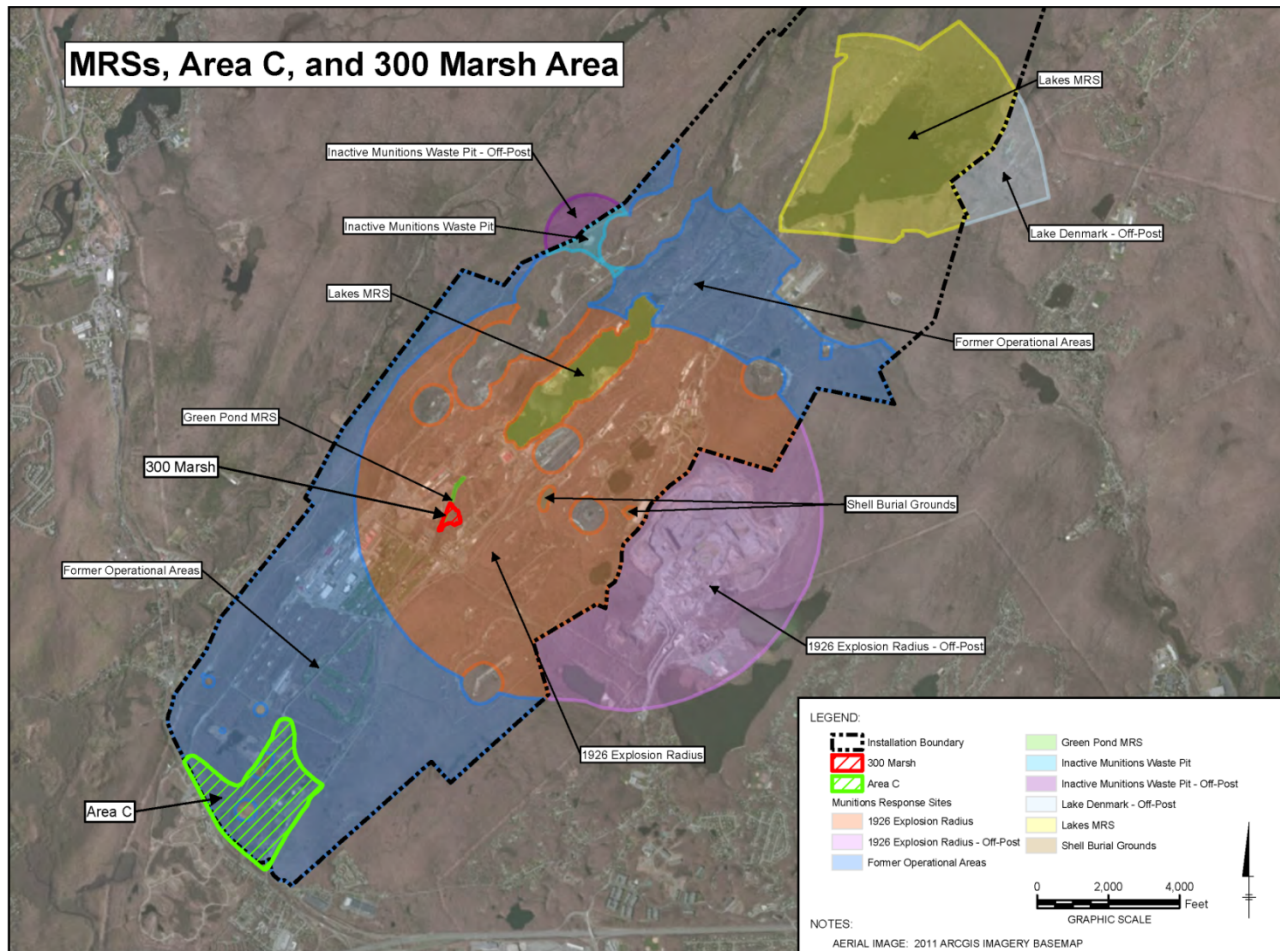 MRSs, Area C, and 300 Marsh Area
Lakes MRS
Inactive Munitions Waste Pit - Off-Post
Inactive Munitions Waste Pit
Lake Denmark - Off-Post
Lakes MRS
Former Operational Areas
Green Pond MRS
300 Marsh
Shell Burial Grounds
Former Operational Areas
1926 Explosion Radius - Off-Post
1926 Explosion Radius
Area C
LEGEND:
Installation Boundary
300 Marsh
Area C
Munitions Response Sites
1926 Explosion Radius
1926 Explosion Radius - Off-Post
Former Operational Areas
Green Pond MRS
Inactive Munitions Waste Pit
Inactive Munitions Waste Pit - Off-Post
Lake Denmark - Off-Post
Lakes MRS
Shell Burial Grounds
0 2,000 4,000
Feet
GRAPHIC SCALE
NOTES:
AERIAL IMAGE: 2011 ARCGIS IMAGERY BASEMAP